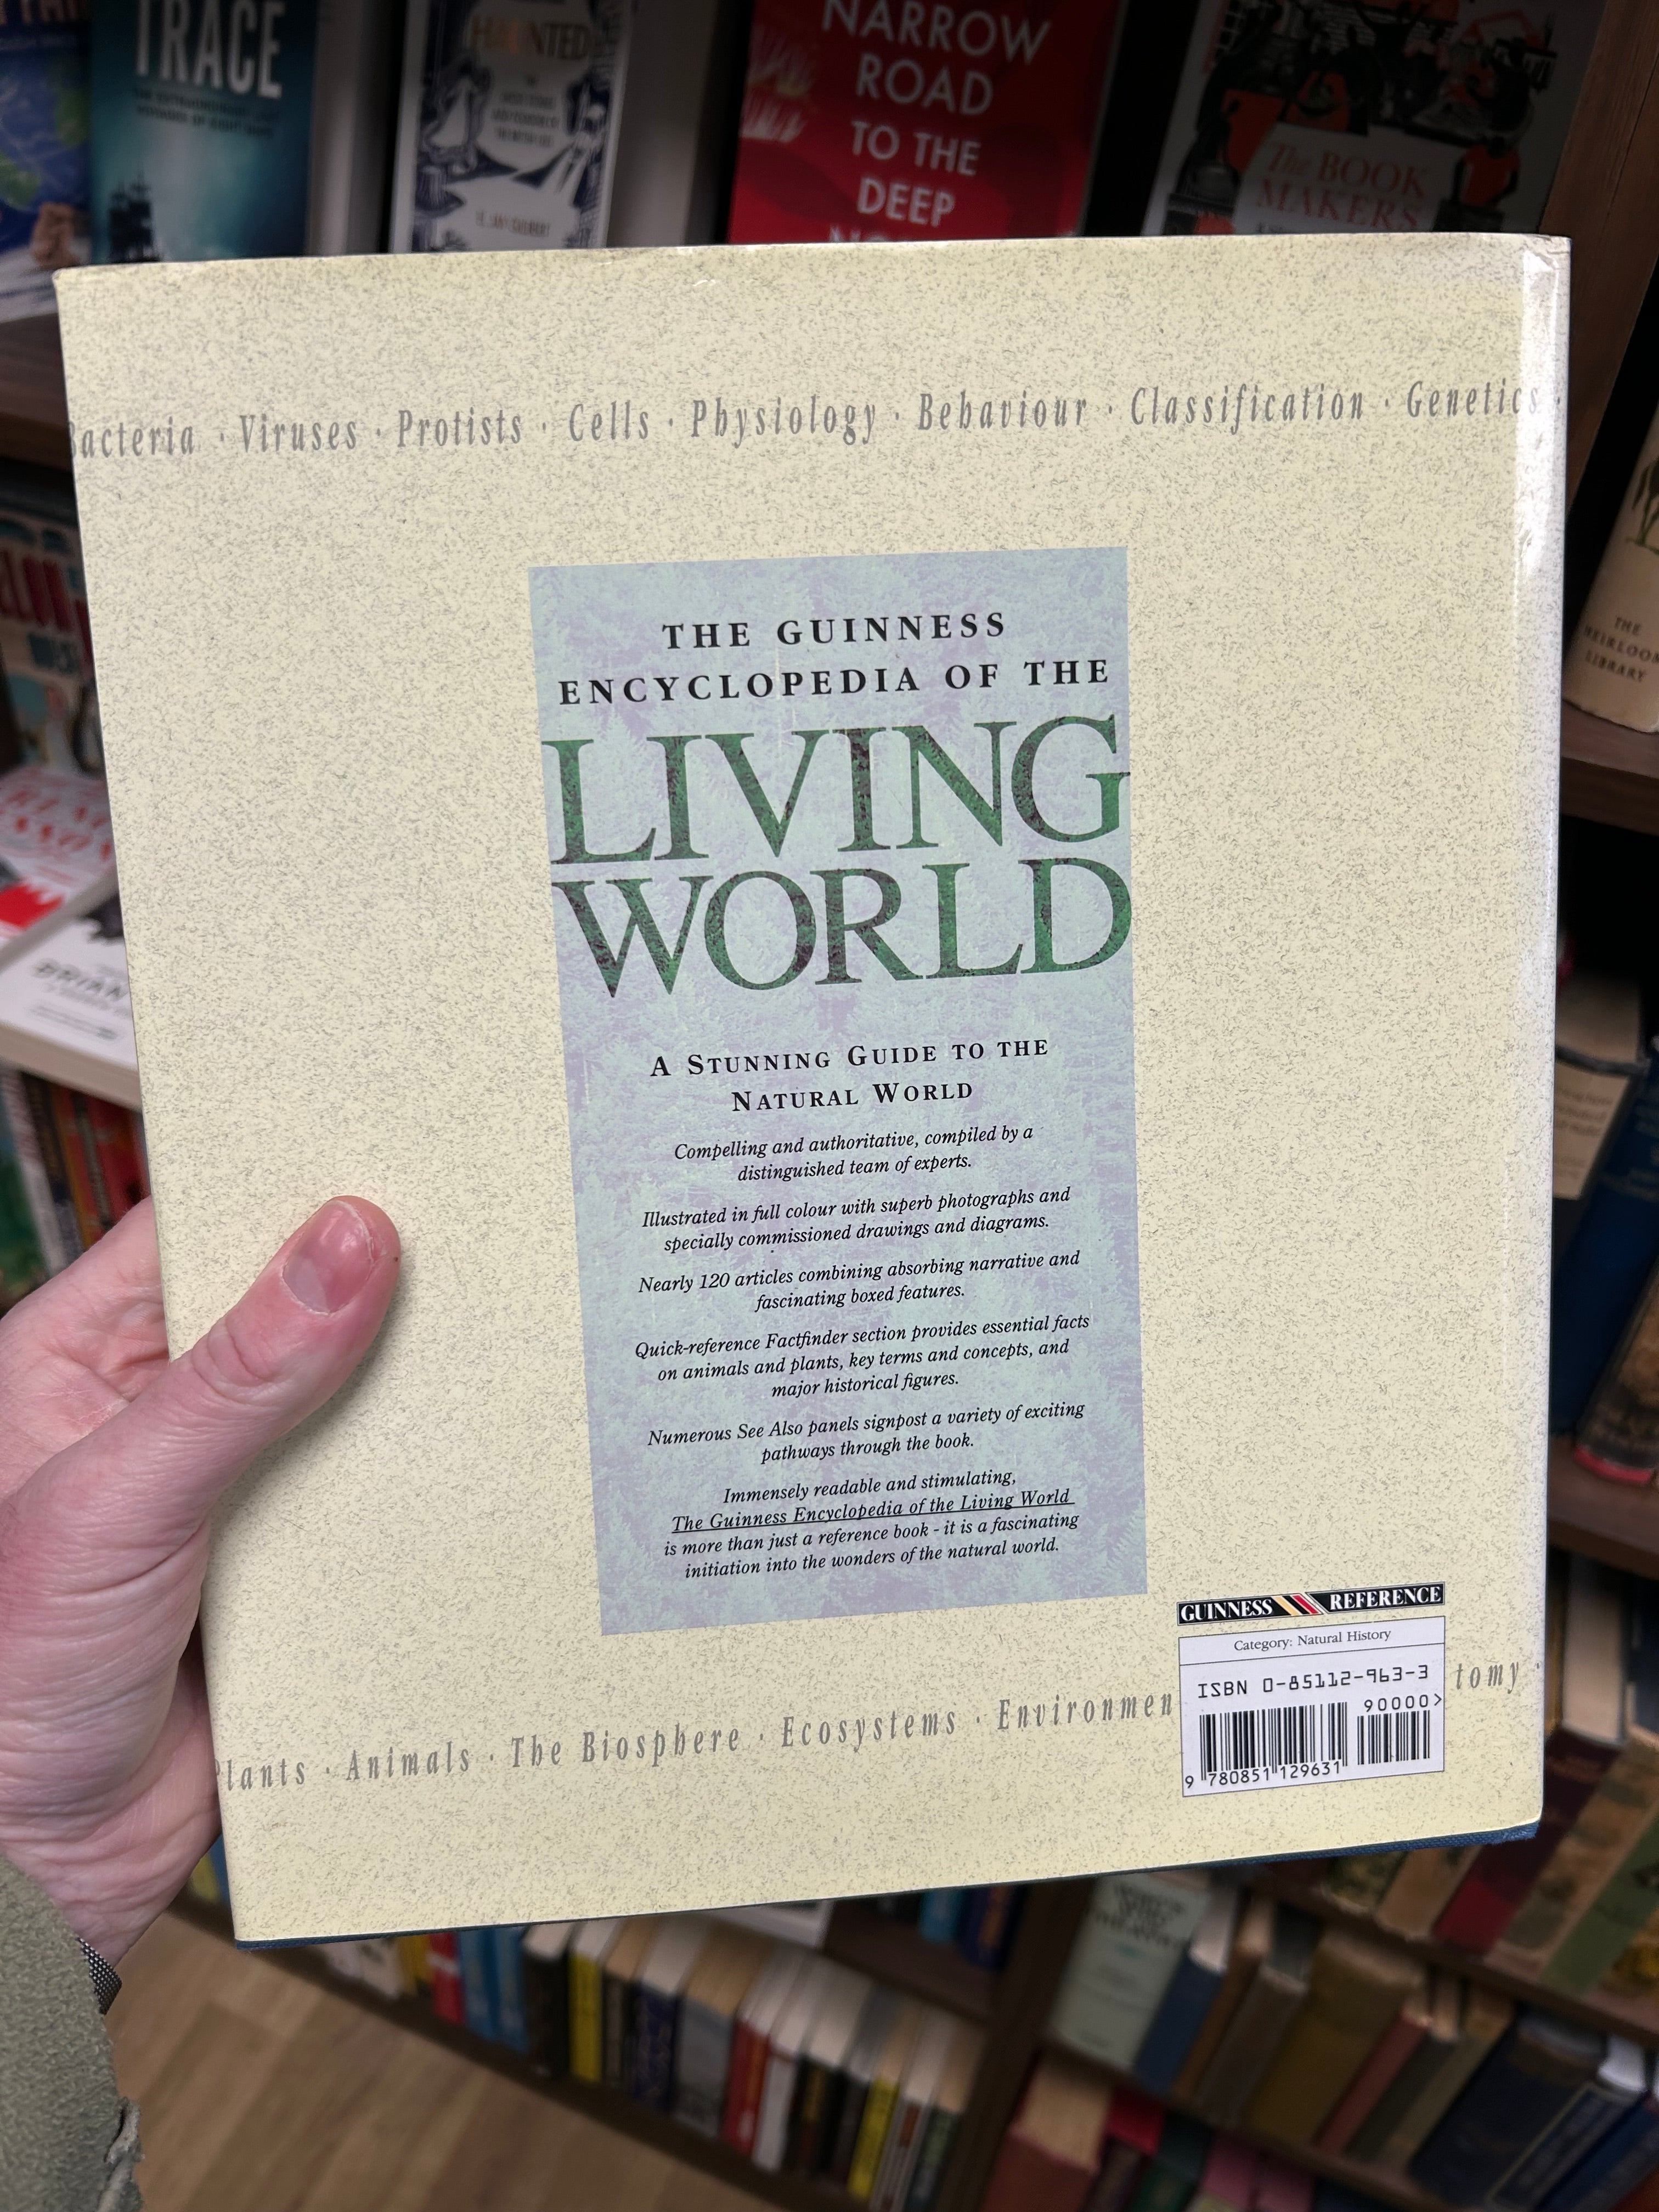 TRACE
HAUNTED
NARROW
ROAD
TO THE
DEEP
The BOOK
MAKERS
Bacteria · Viruses · Protists · Cells · Physiology · Behaviour · Classification · Genetics ·
THE GUINNESS
ENCYCLOPEDIA OF THE
LIVING
WORLD
A STUNNING GUIDE TO THE
NATURAL WORLD
Compelling and authoritative, compiled by a
distinguished team of experts.
Illustrated in full colour with superb photographs and
specially commissioned drawings and diagrams.
Nearly 120 articles combining absorbing narrative and
fascinating boxed features.
Quick-reference Factfinder section provides essential facts
on animals and plants, key terms and concepts, and
major historical figures.
Numerous See Also panels signpost a variety of exciting
pathways through the book.
Immensely readable and stimulating,
The Guinness Encyclopedia of the Living World
is more than just a reference book - it is a fascinating
initiation into the wonders of the natural world.
GUINNESS REFERENCE
Category: Natural History
ISBN 0-85112-963-3
90000>
9 780851 129631
Plants · Animals · The Biosphere · Ecosystems · Environmen tomy ·
THE
HEIRLOOM
LIBRARY
BRIAN